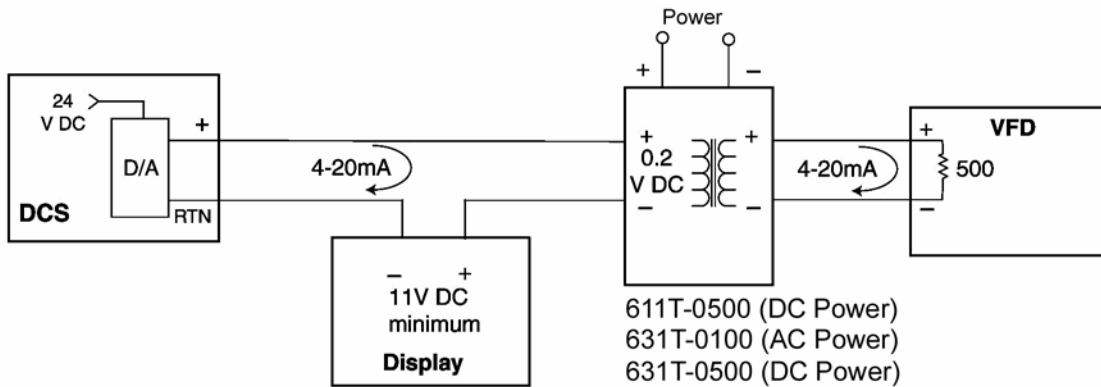 Power
+ −
24
V DC
D/A
+
RTN
DCS
4-20mA
− +
11V DC
minimum
Display
+ +
0.2
V DC
− −
611T-0500 (DC Power)
631T-0100 (AC Power)
631T-0500 (DC Power)
4-20mA
VFD
+
500
−